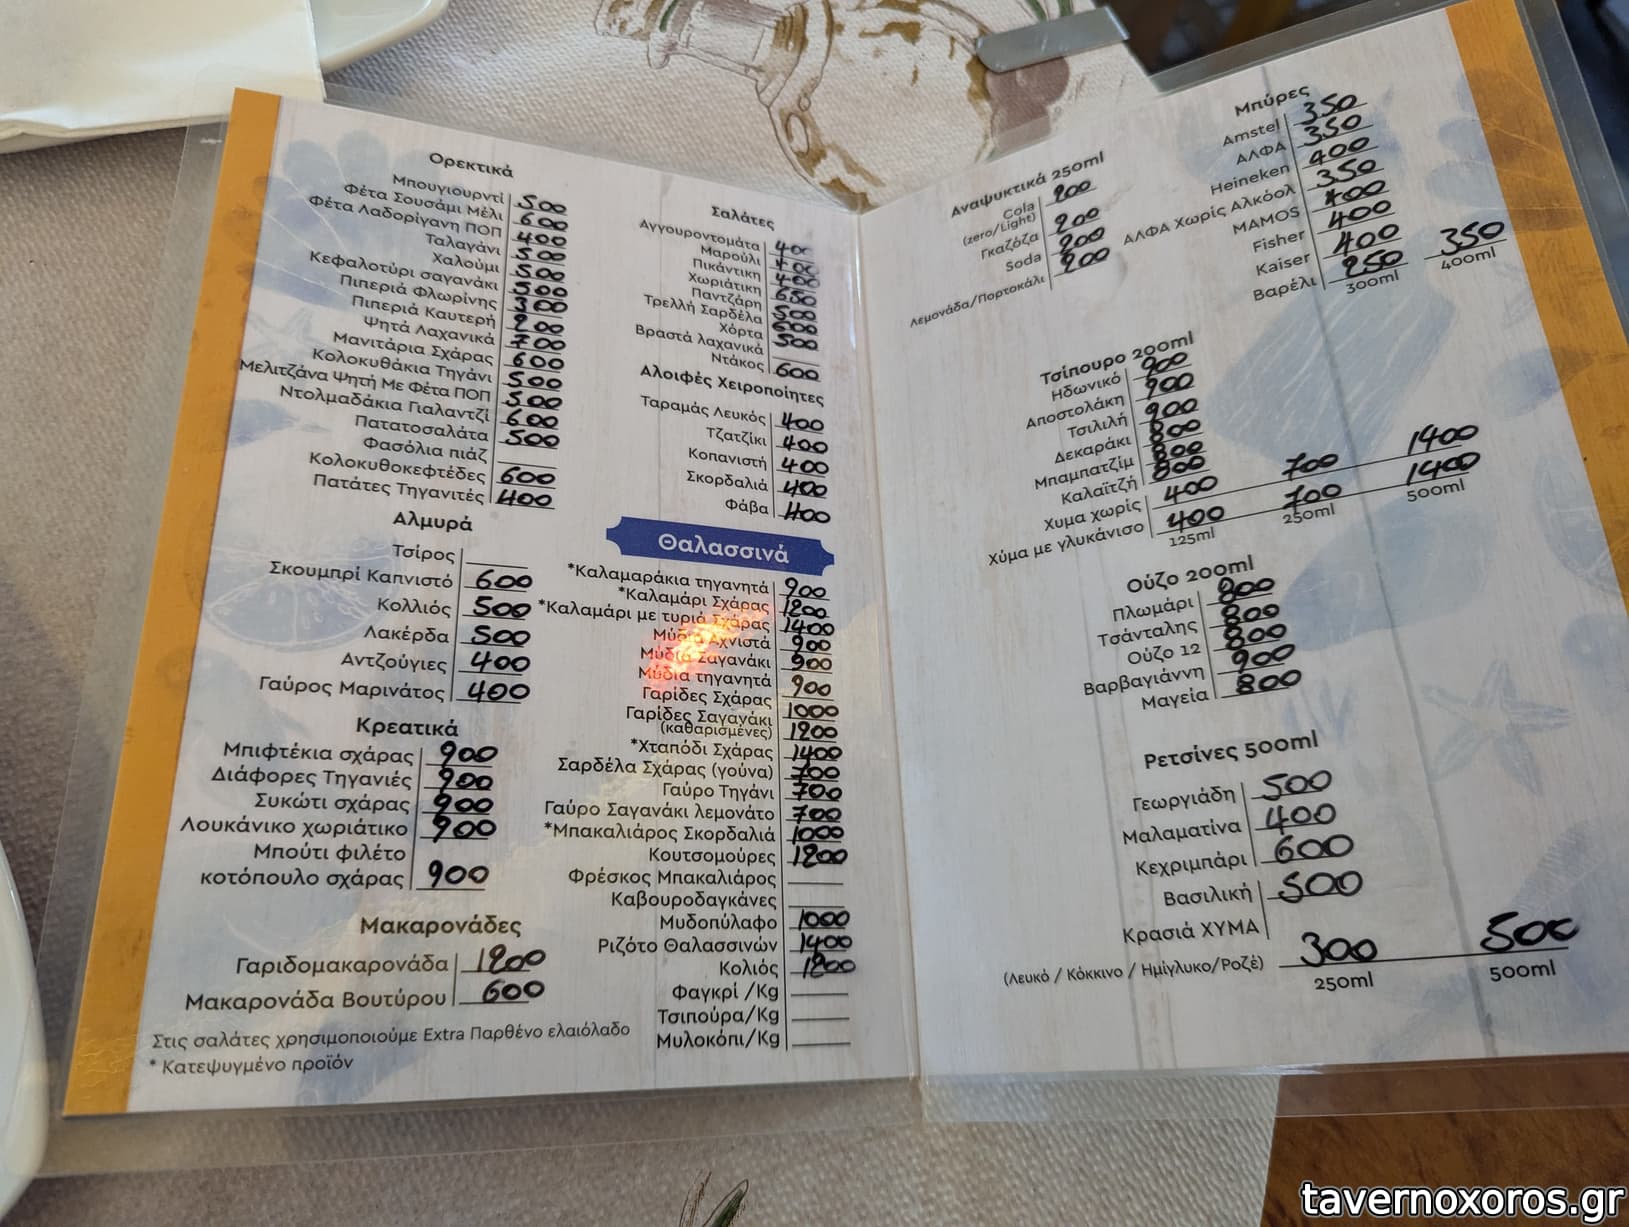 Ορεκτικά
Μπουγιουρντί 500
Φέτα Σουσάμι Μέλι 600
Φέτα Λαδορίγανη ΠΟΠ 400
Ταλαγάνι 500
Χαλούμι 500
Κεφαλοτύρι σαγανάκι 500
Πιπεριά Φλωρίνης 300
Πιπεριά Καυτερή 200
Ψητά Λαχανικά 700
Μανιτάρια Σχάρας 600
Κολοκυθάκια Τηγάνι 500
Μελιτζάνα Ψητή Με Φέτα ΠΟΠ 500
Ντολμαδάκια Γιαλαντζί 600
Πατατοσαλάτα 500
Φασόλια πιάζ
Κολοκυθοκεφτέδες 600
Πατάτες Τηγανιτές 400
Αλμυρά
Τσίρος
Σκουμπρί Καπνιστό 600
Κολλιός 500
Λακέρδα 500
Αντζούγιες 400
Γαύρος Μαρινάτος 400
Κρεατικά
Μπιφτέκια σχάρας 900
Διάφορες Τηγανιές 900
Συκώτι σχάρας 900
Λουκάνικο χωριάτικο 900
Μπούτι φιλέτο
κοτόπουλο σχάρας 900
Μακαρονάδες
Γαριδομακαρονάδα 1200
Μακαρονάδα Βουτύρου 600
Στις σαλάτες χρησιμοποιούμε Extra Παρθένο ελαιόλαδο
* Κατεψυγμένο προϊόν
Σαλάτες
Αγγουροντομάτα 400
Μαρούλι 400
Πικάντικη 400
Χωριάτικη 650
Παντζάρη 500
Τρελλή Σαρδέλα 600
Χόρτα 500
Βραστά λαχανικά
Ντάκος 600
Αλοιφές Χειροποίητες
Ταραμάς Λευκός 400
Τζατζίκι 400
Κοπανιστή 400
Σκορδαλιά 400
Φάβα 400
Θαλασσινά
*Καλαμαράκια τηγανητά 900
*Καλαμάρι Σχάρας 1200
*Καλαμάρι με τυριά Σχάρας 1400
Μύδια Αχνιστά 900
Μύδια Σαγανάκι 900
Μύδια τηγανητά 900
Γαρίδες Σχάρας 1000
Γαρίδες Σαγανάκι
(καθαρισμένες) 1200
*Χταπόδι Σχάρας 1400
Σαρδέλα Σχάρας (γούνα) 700
Γαύρο Τηγάνι 700
Γαύρο Σαγανάκι λεμονάτο 700
*Μπακαλιάρος Σκορδαλιά 1000
Κουτσομούρες 1200
Φρέσκος Μπακαλιάρος
Καβουροδαγκάνες
Μυδοπύλαφο 1000
Ριζότο Θαλασσινών 1400
Κολιός 1200
Φαγκρί /Kg
Τσιπούρα/Kg
Μυλοκόπι/Kg
Αναψυκτικά 250ml
Cola 200
(zero/Light)
Γκαζόζα 200
Soda 200
Λεμονάδα/Πορτοκάλι 200
Μπύρες
Amstel 350
ΑΛΦΑ 350
Heineken 400
ΑΛΦΑ Χωρίς Αλκοόλ 350
ΜΑΜΟS 400
Fisher 400
Kaiser 400
Βαρέλι 250 350
300ml 400ml
Τσίπουρο 200ml
Ηδωνικό 900
Αποστολάκη 900
Τσιλιλή 900
Δεκαράκι 800
Μπαμπατζίμ 800
Καλαϊτζή 800
Χυμα χωρίς 400 700 1400
Χύμα με γλυκάνισο 400 700 1400
125ml 250ml 500ml
Ούζο 200ml
Πλωμάρι 800
Τσάνταλης 800
Ούζο 12 800
Βαρβαγιάννη 900
Μαγεία 800
Ρετσίνες 500ml
Γεωργιάδη 500
Μαλαματίνα 400
Κεχριμπάρι 600
Βασιλική 500
Κρασιά ΧΥΜΑ
(Λευκό / Κόκκινο / Ημίγλυκο/Ροζέ) 300 500
250ml 500ml
tavernoxoros.gr